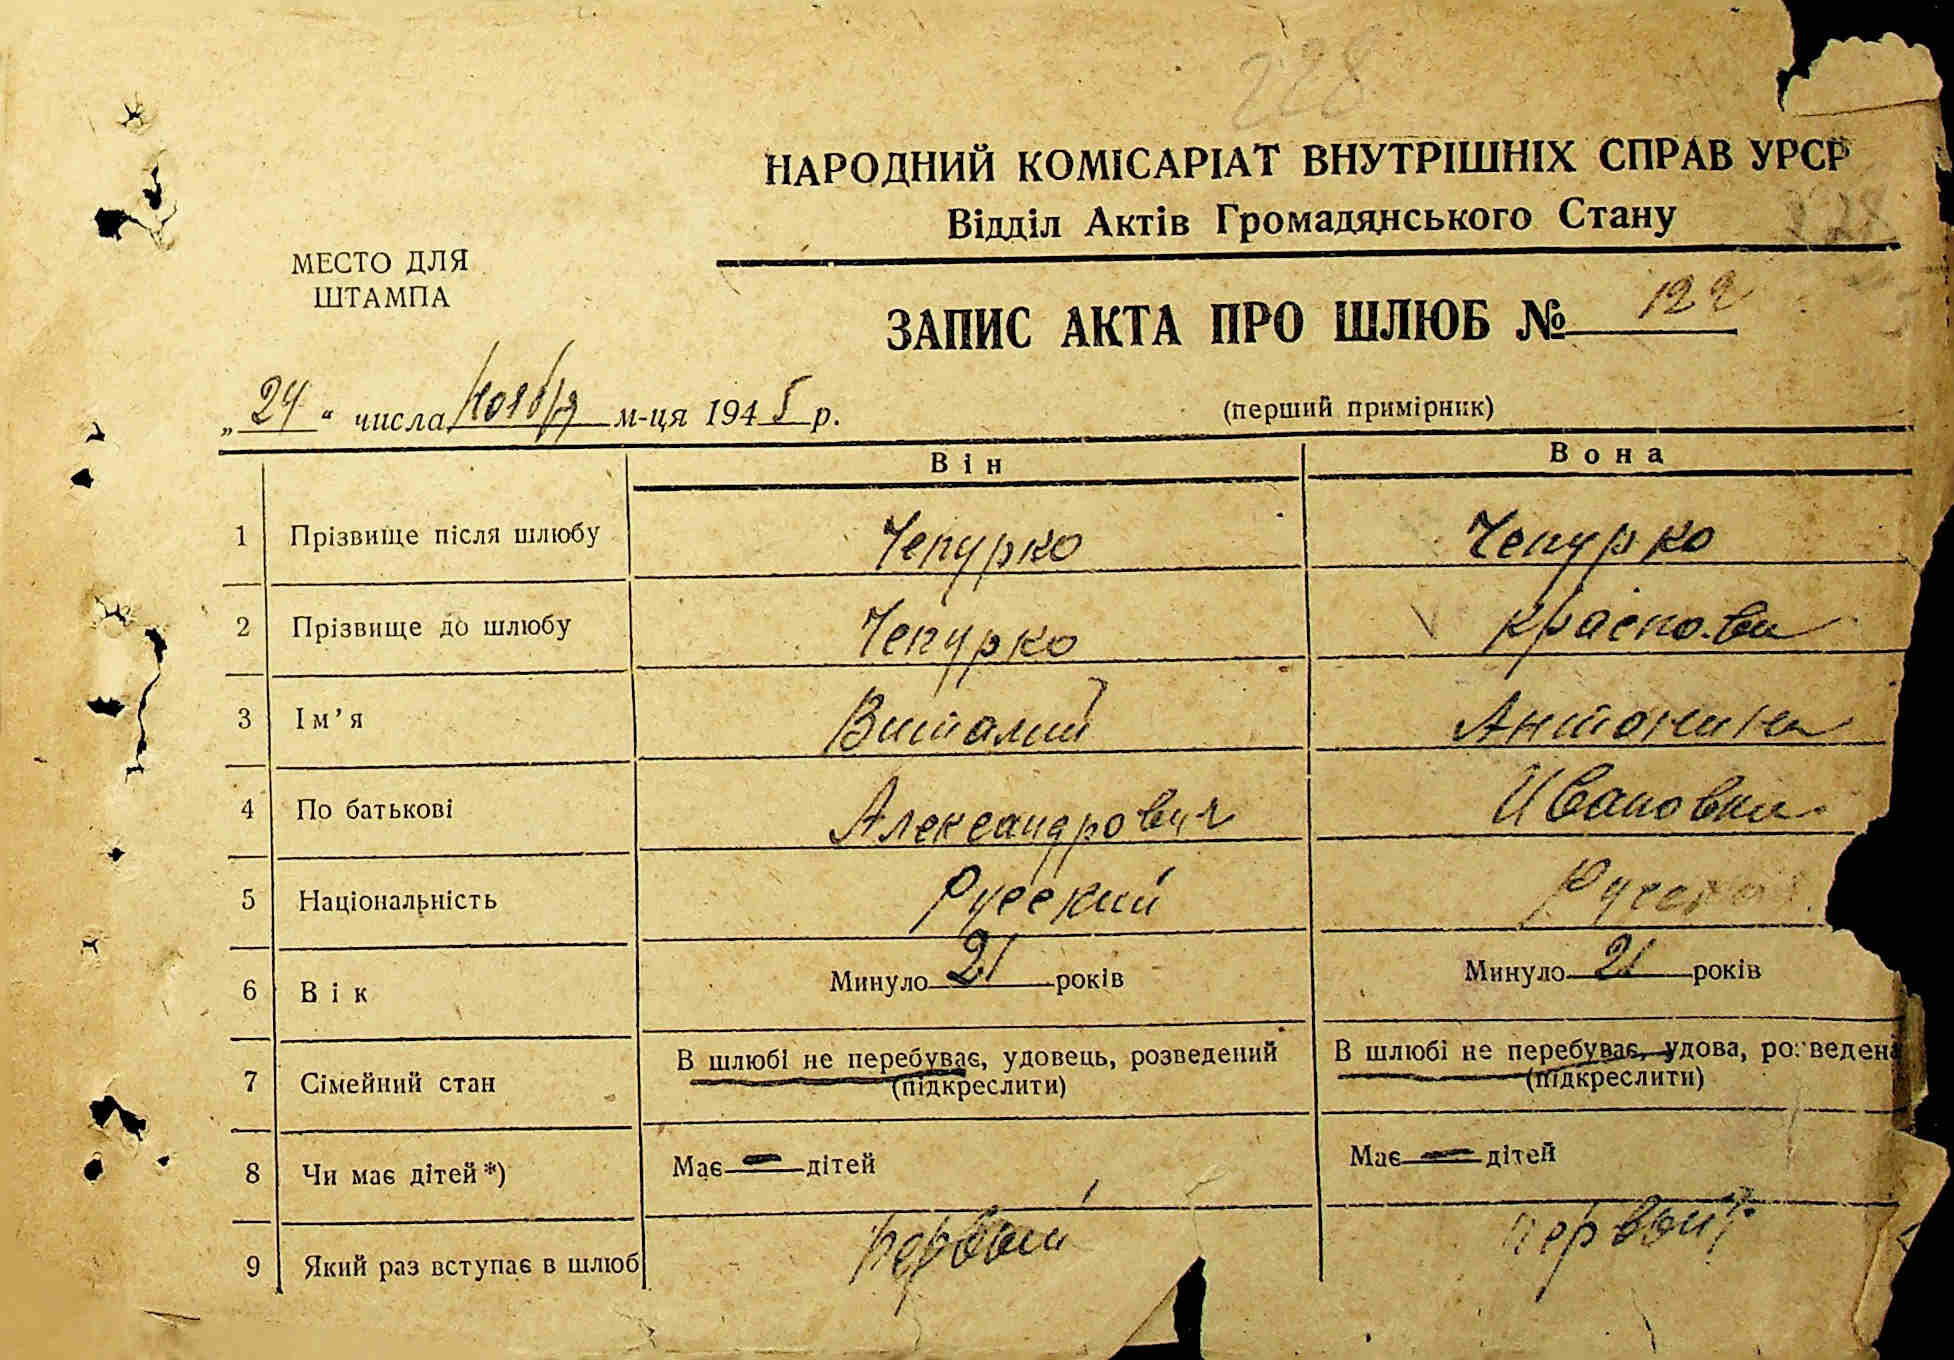 228
НАРОДНИЙ КОМІСАРІАТ ВНУТРІШНІХ СПРАВ УРСР
Відділ Актів Громадянського Стану
228
МЕСТО ДЛЯ
ШТАМПА
ЗАПИС АКТА ПРО ШЛЮБ № 122
„24“ числа Ноября м-ця 1945 р.
(перший примірник)
Він Вона
1 Прізвище після шлюбу Чепурко Чепурко
2 Прізвище до шлюбу Чепурко Краснова
3 Ім’я Виталий Антонина
4 По батькові Александрович Ивановна
5 Національність Русский Русская
6 Вік Минуло 21 років Минуло 21 років
7 Сімейний стан В шлюбі не перебуває, удовець, розведений В шлюбі не перебуває, удова, розведена
(підкреслити) (підкреслити)
8 Чи має дітей*) Має — дітей Має — дітей
9 Який раз вступає в шлюб первый первый